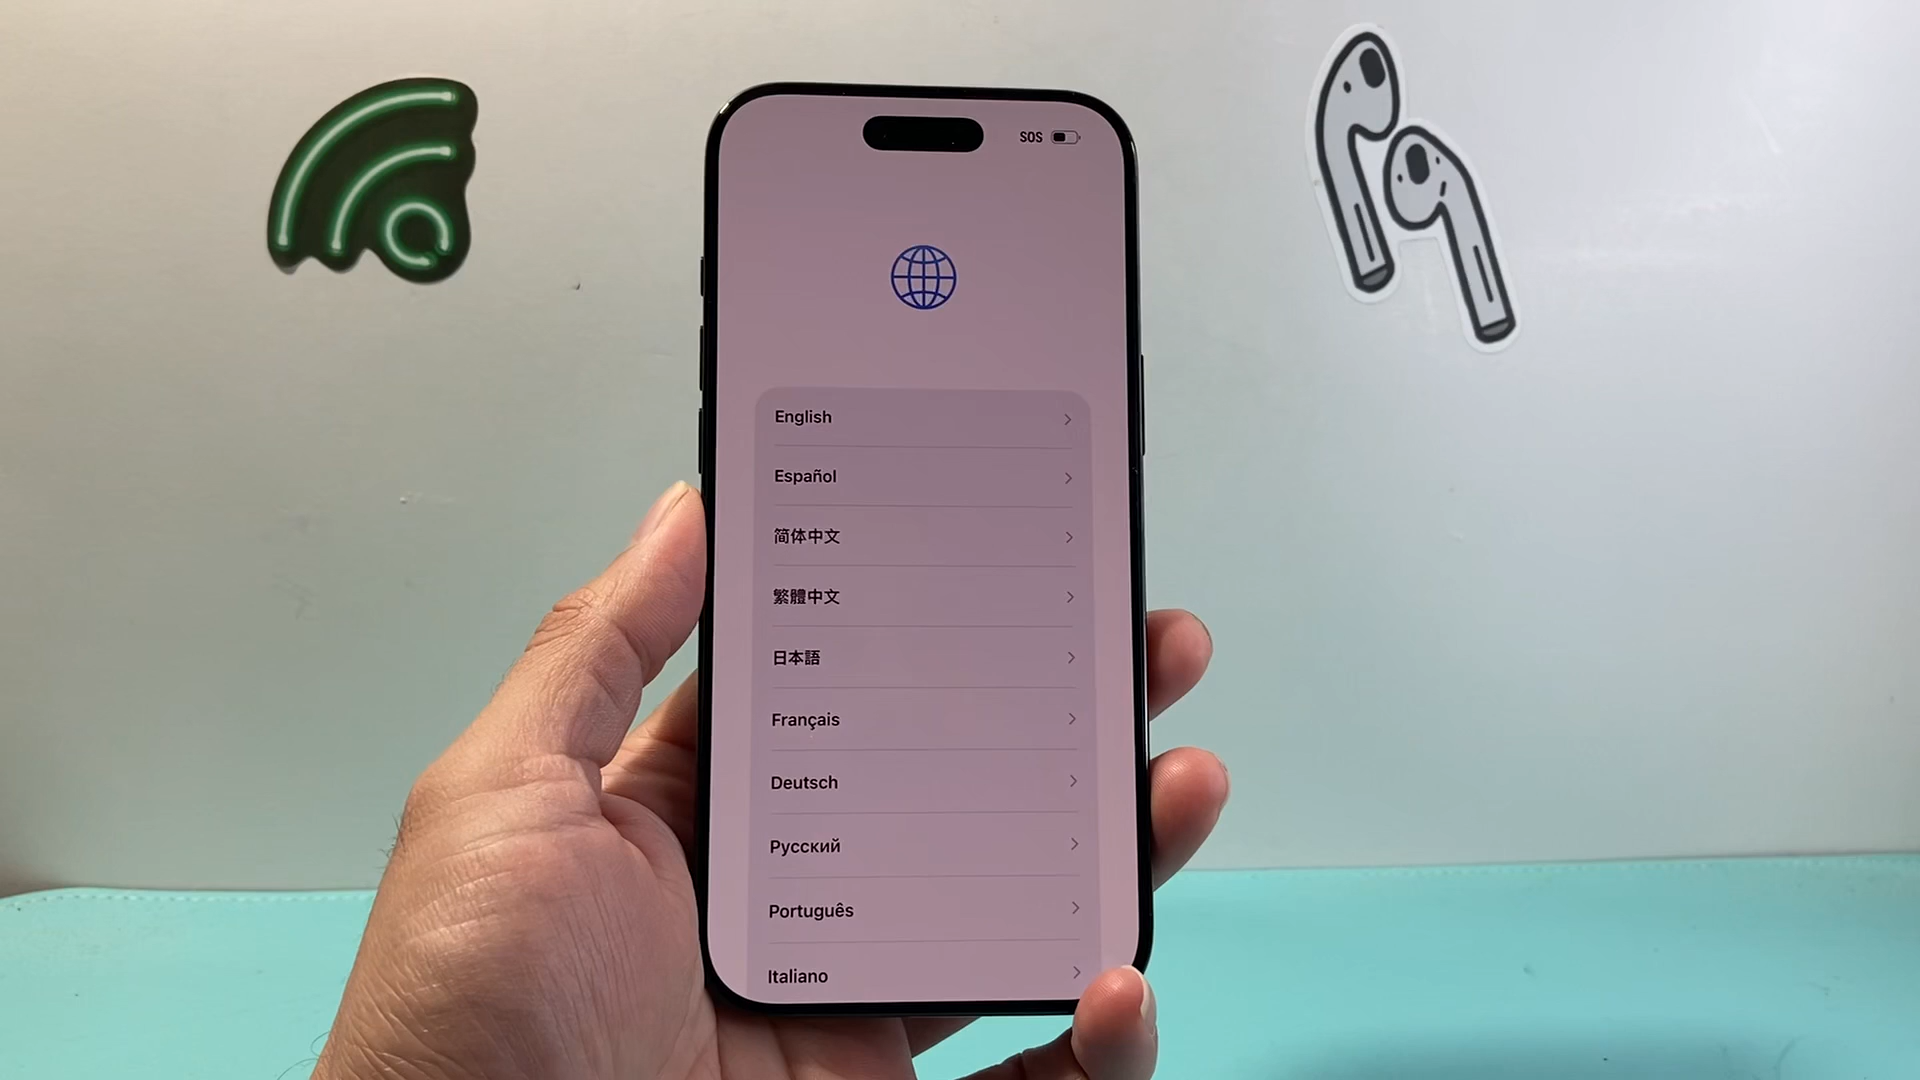 SOS
English
Español
简体中文
繁體中文
日本語
Français
Deutsch
Русский
Português
Italiano